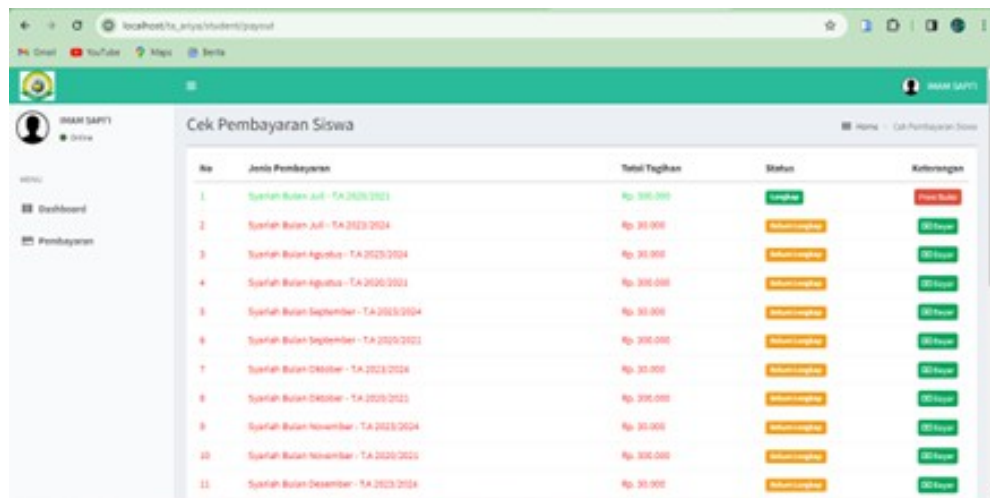 localhost/ta_ariya/student/payout
Gmail YouTube Maps Berita
IMAM SAPI'I
IMAM SAPI'I
Online
Cek Pembayaran Siswa
Home - Cek Pembayaran Siswa
MENU
Dashboard
Pembayaran
No Jenis Pembayaran Total Tagihan Status Keterangan
1 Syariah Bulan Juli - T.A 2020/2021 Rp. 300.000 Lengkap Print Bukti
2 Syariah Bulan Juli - T.A 2023/2024 Rp. 30.000 Belum Lengkap Bayar
3 Syariah Bulan Agustus - T.A 2023/2024 Rp. 30.000 Belum Lengkap Bayar
4 Syariah Bulan Agustus - T.A 2020/2021 Rp. 300.000 Belum Lengkap Bayar
5 Syariah Bulan September - T.A 2023/2024 Rp. 30.000 Belum Lengkap Bayar
6 Syariah Bulan September - T.A 2020/2021 Rp. 300.000 Belum Lengkap Bayar
7 Syariah Bulan Oktober - T.A 2023/2024 Rp. 30.000 Belum Lengkap Bayar
8 Syariah Bulan Oktober - T.A 2020/2021 Rp. 300.000 Belum Lengkap Bayar
9 Syariah Bulan November - T.A 2023/2024 Rp. 30.000 Belum Lengkap Bayar
10 Syariah Bulan November - T.A 2020/2021 Rp. 300.000 Belum Lengkap Bayar
11 Syariah Bulan Desember - T.A 2023/2024 Rp. 30.000 Belum Lengkap Bayar